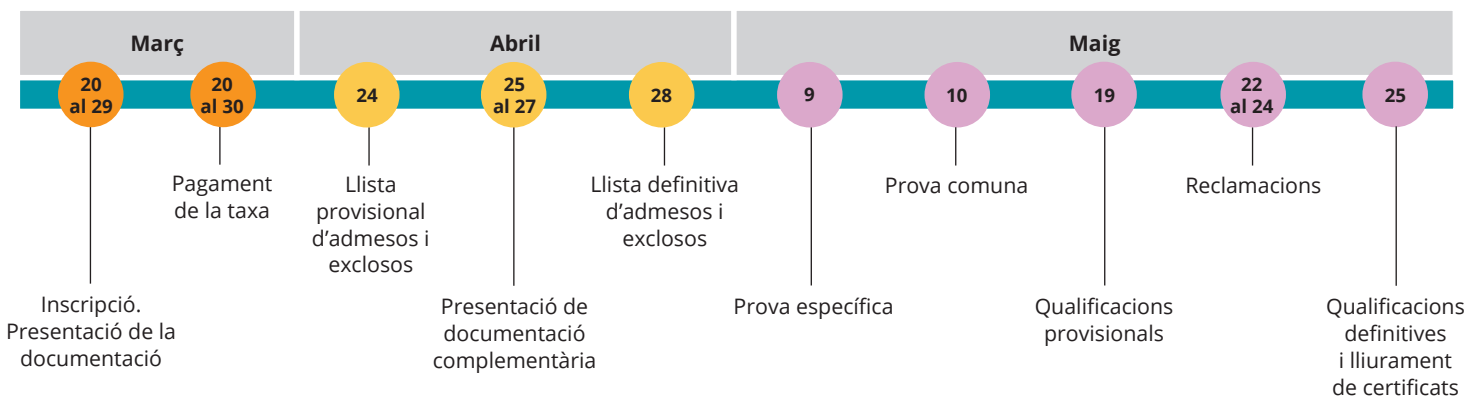 Març
Abril
Maig
20
al 29
20
al 30
24
25
al 27
28
9
10
19
22
al 24
25
Pagament
de la taxa
Llista
provisional
d'admesos i
exclosos
Llista definitiva
d'admesos i
exclosos
Prova comuna
Reclamacions
Inscripció.
Presentació de la
documentació
Presentació de
documentació
complementària
Prova específica
Qualificacions
provisionals
Qualificacions
definitives
i lliurament
de certificats